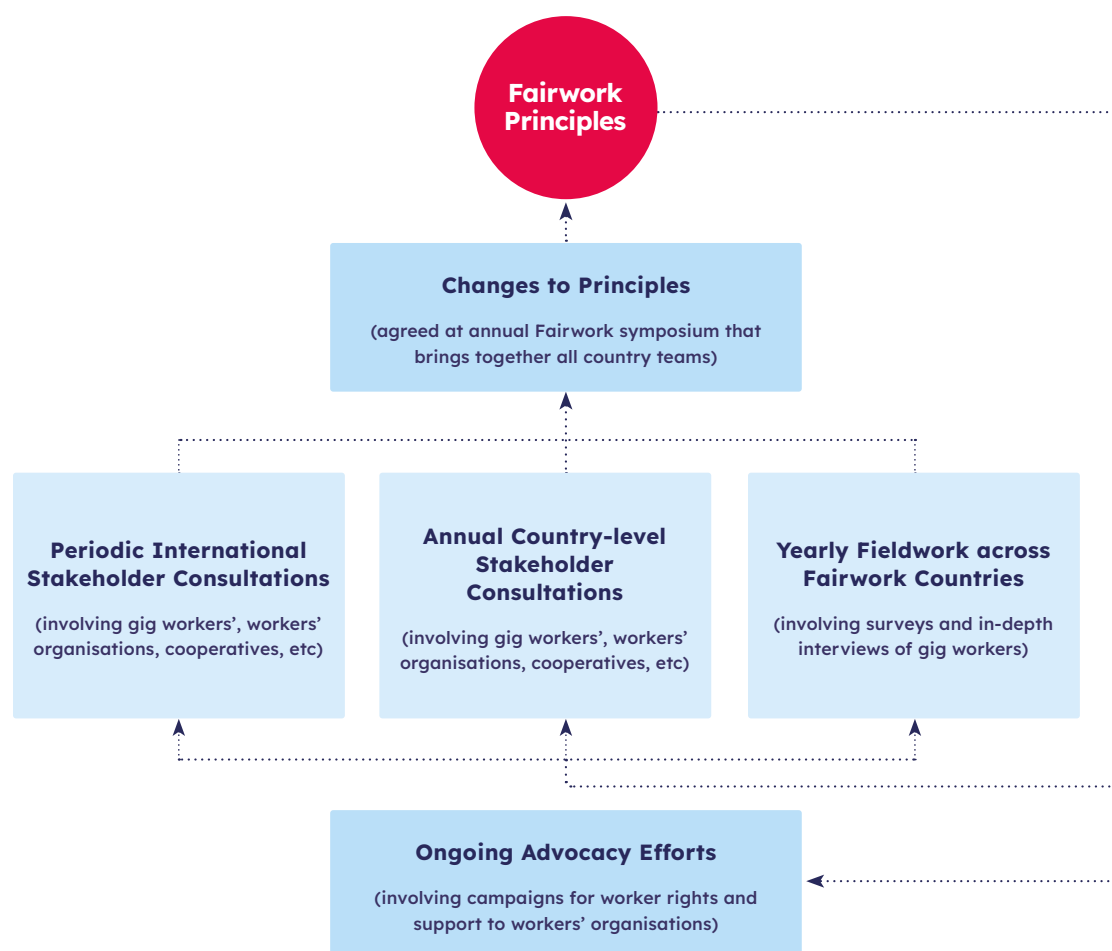 Fairwork
Principles
Changes to Principles
(agreed at annual Fairwork symposium that
brings together all country teams)
Periodic International
Stakeholder Consultations
(involving gig workers’, workers’
organisations, cooperatives, etc)
Annual Country-level
Stakeholder
Consultations
(involving gig workers’, workers’
organisations, cooperatives, etc)
Yearly Fieldwork across
Fairwork Countries
(involving surveys and in-depth
interviews of gig workers)
Ongoing Advocacy Efforts
(involving campaigns for worker rights and
support to workers’ organisations)